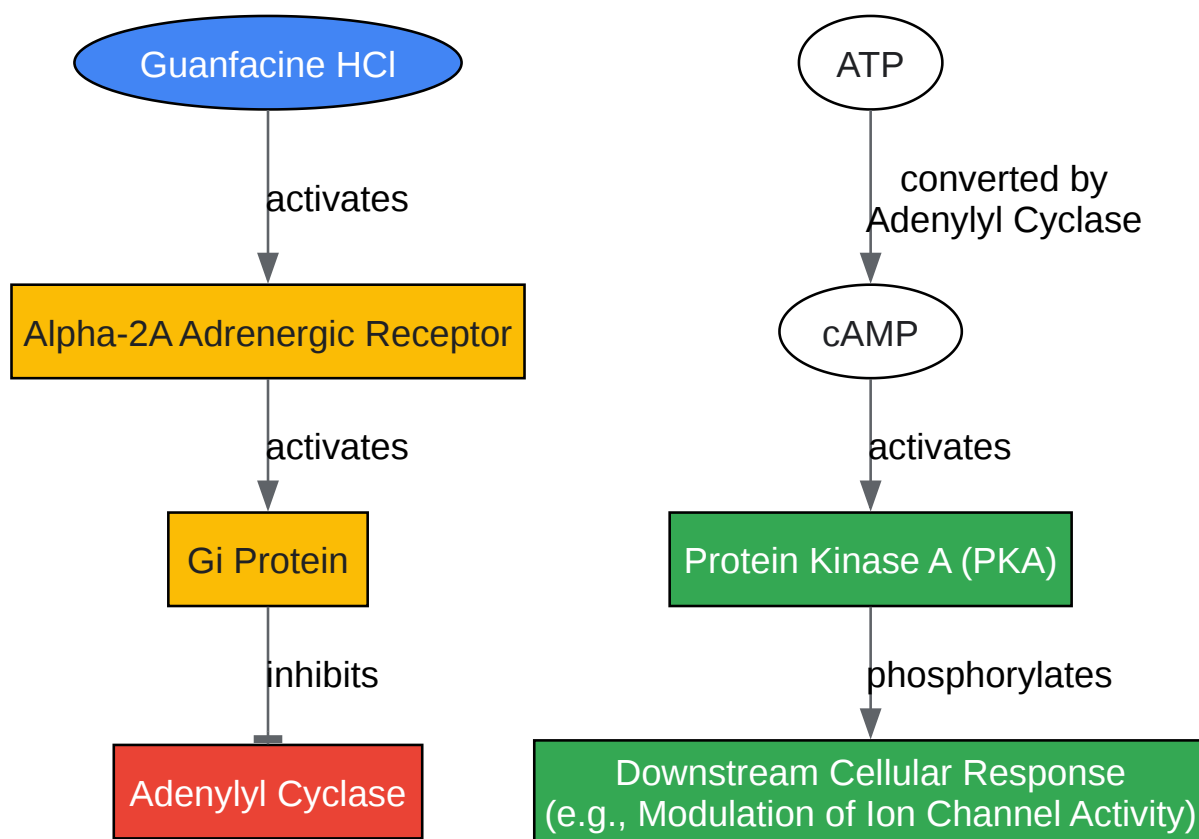 Guanfacine HCl
activates
Alpha-2A Adrenergic Receptor
activates
Gi Protein
inhibits
Adenylyl Cyclase
ATP
converted by
Adenylyl Cyclase
cAMP
activates
Protein Kinase A (PKA)
phosphorylates
Downstream Cellular Response
(e.g., Modulation of Ion Channel Activity)